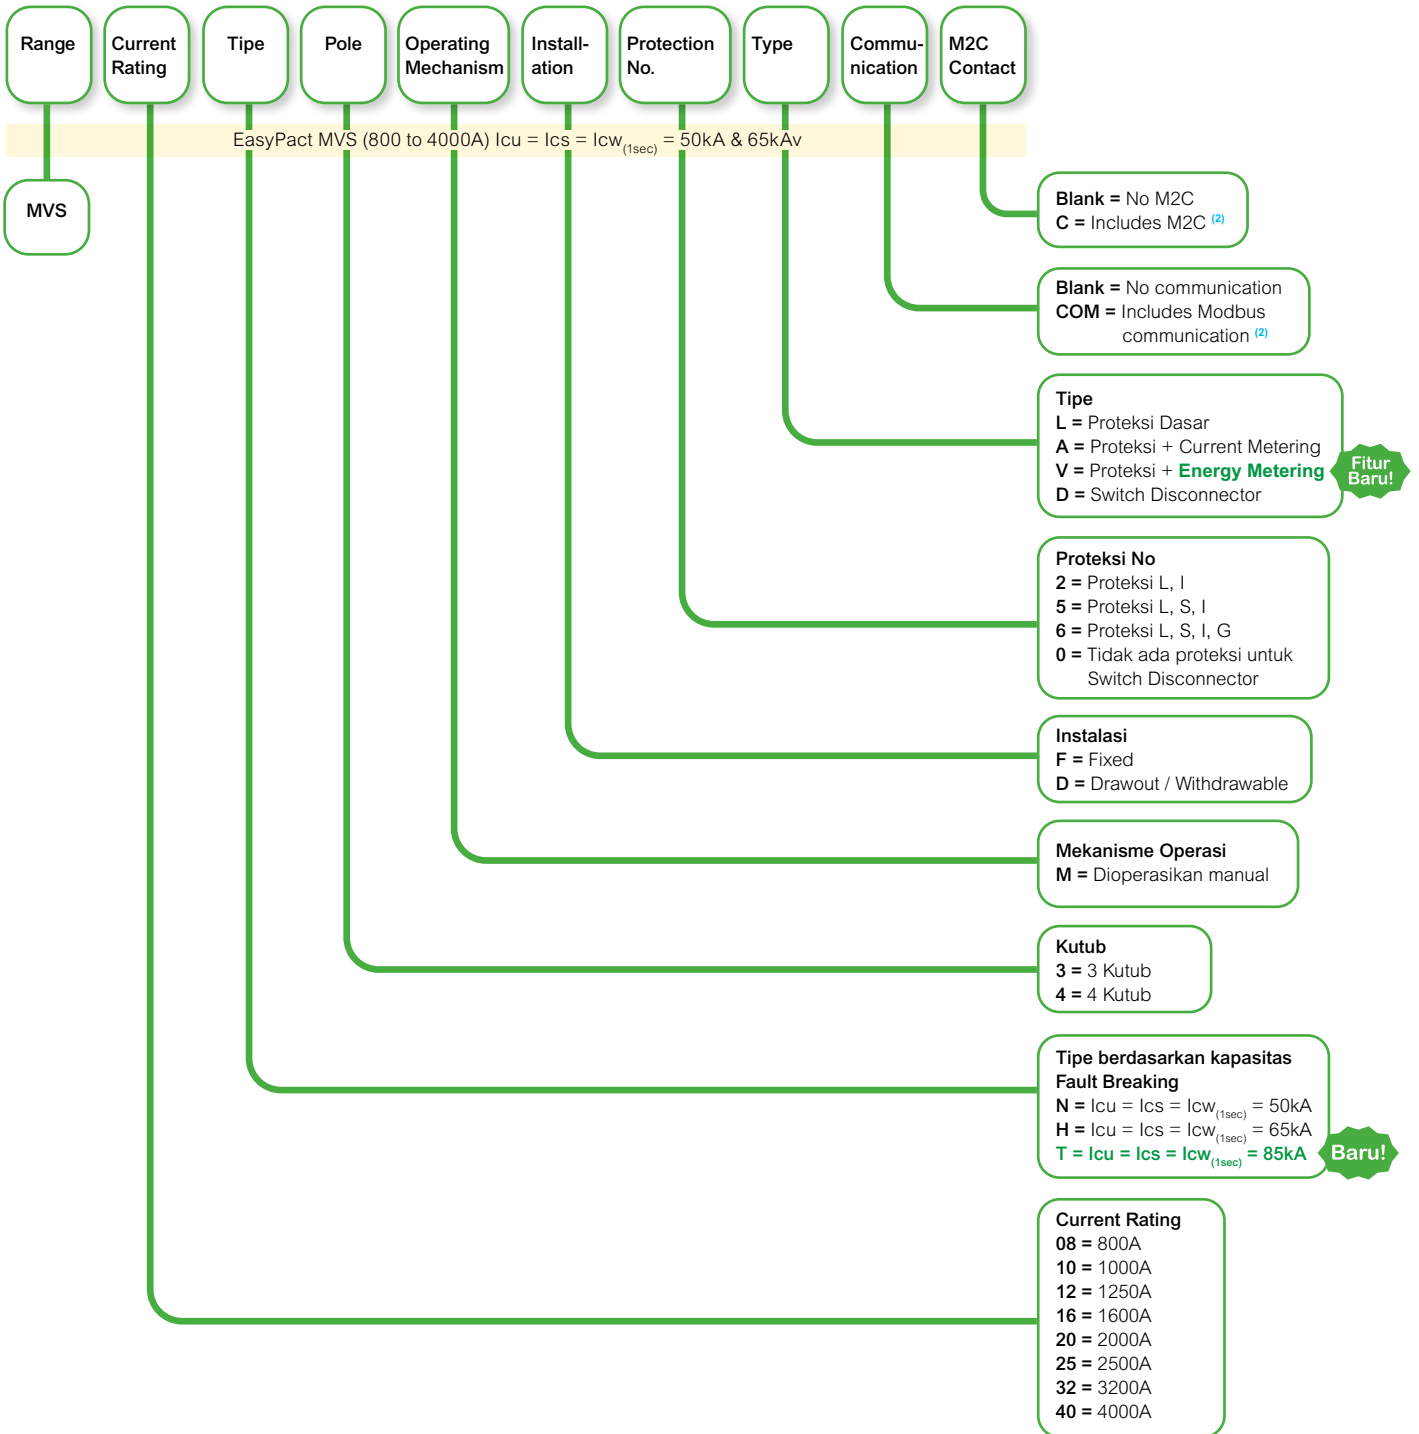 Range
Current
Rating
Tipe
Pole
Operating
Mechanism
Install-
ation
Protection
No.
Type
Commu-
nication
M2C
Contact
EasyPact MVS (800 to 4000A) Icu = Ics = Icw(1sec) = 50kA & 65kAv
MVS
Blank = No M2C
C = Includes M2C (2)
Blank = No communication
COM = Includes Modbus
communication (2)
Tipe
L = Proteksi Dasar
A = Proteksi + Current Metering
V = Proteksi + Energy Metering
D = Switch Disconnector
Fitur
Baru!
Proteksi No
2 = Proteksi L, I
5 = Proteksi L, S, I
6 = Proteksi L, S, I, G
0 = Tidak ada proteksi untuk
Switch Disconnector
Instalasi
F = Fixed
D = Drawout / Withdrawable
Mekanisme Operasi
M = Dioperasikan manual
Kutub
3 = 3 Kutub
4 = 4 Kutub
Tipe berdasarkan kapasitas
Fault Breaking
N = Icu = Ics = Icw(1sec) = 50kA
H = Icu = Ics = Icw(1sec) = 65kA
T = Icu = Ics = Icw(1sec) = 85kA
Baru!
Current Rating
08 = 800A
10 = 1000A
12 = 1250A
16 = 1600A
20 = 2000A
25 = 2500A
32 = 3200A
40 = 4000A